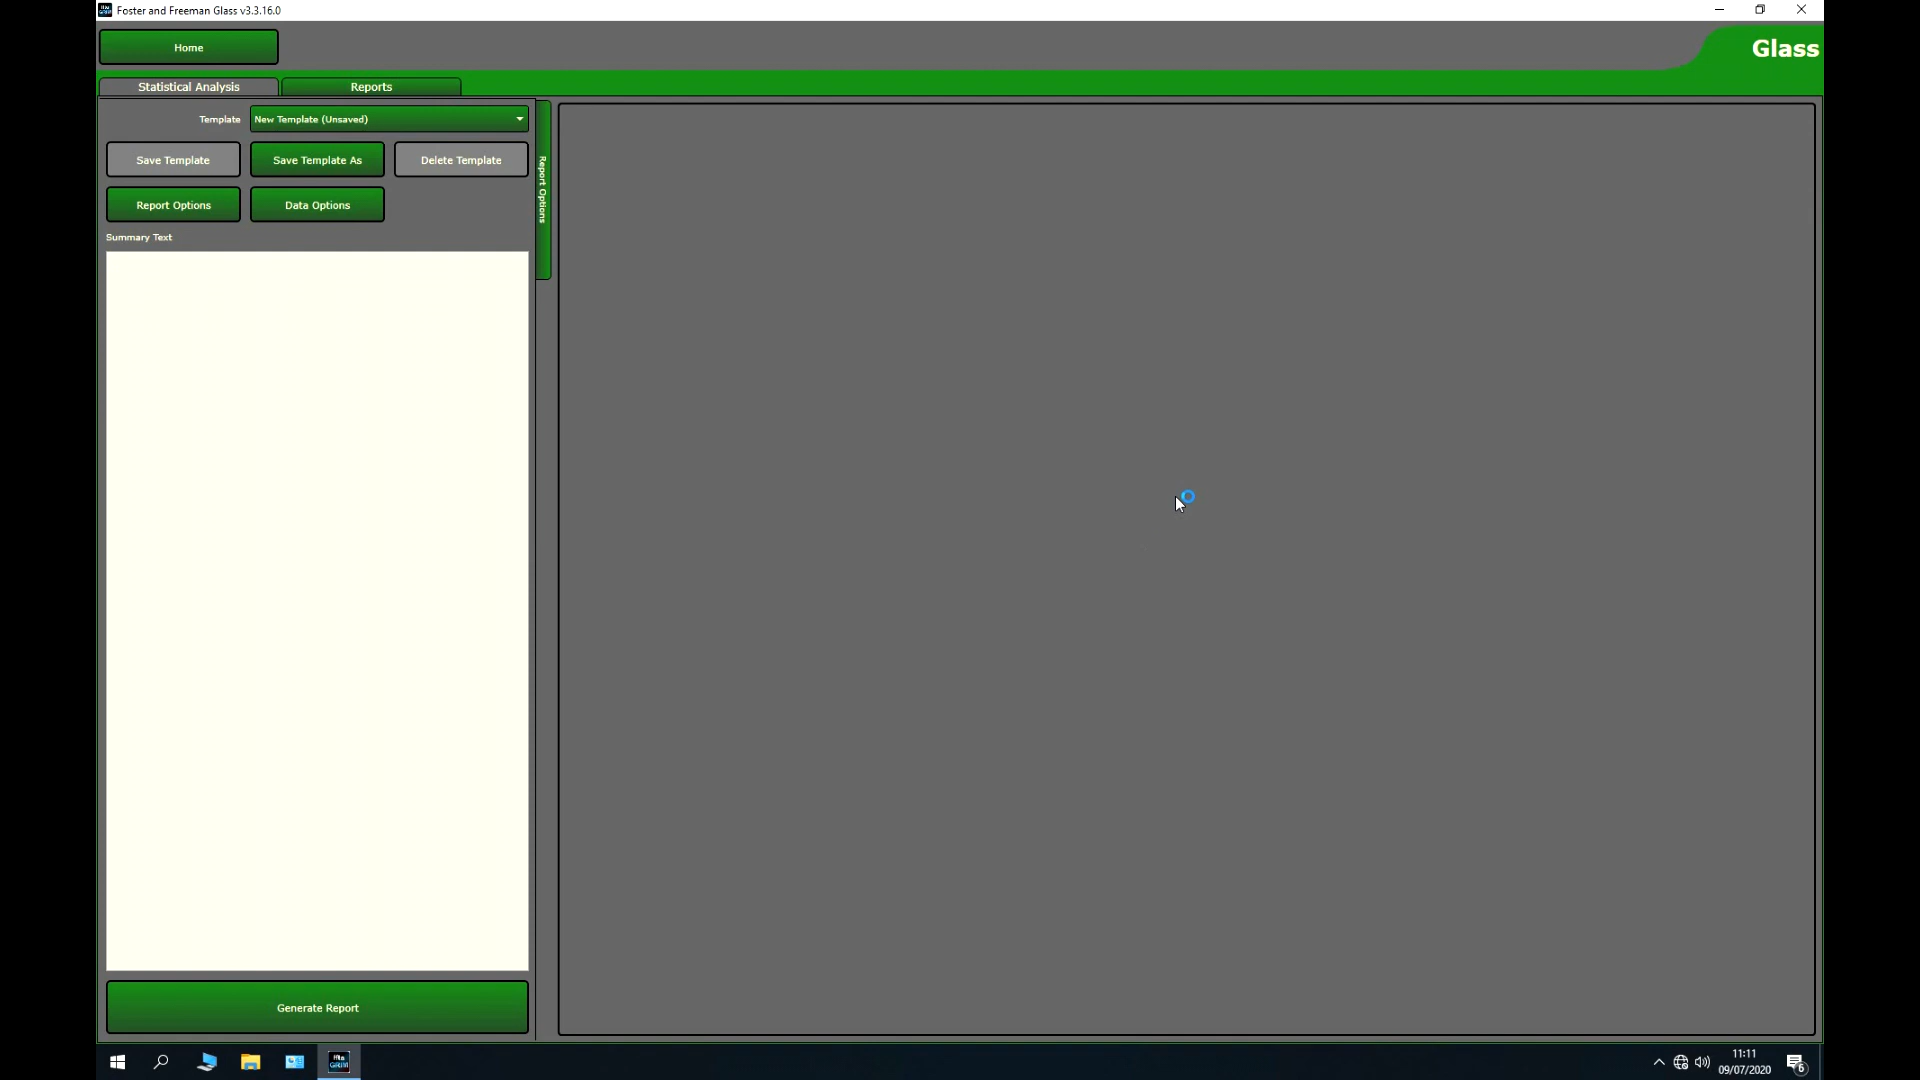 Foster and Freeman Glass v3.3.16.0
Home
Glass
Statistical Analysis
Reports
Template
New Template (Unsaved)
Save Template
Save Template As
Delete Template
Report Options
Data Options
Report Options
Summary Text
Generate Report
11:11
09/07/2020
6